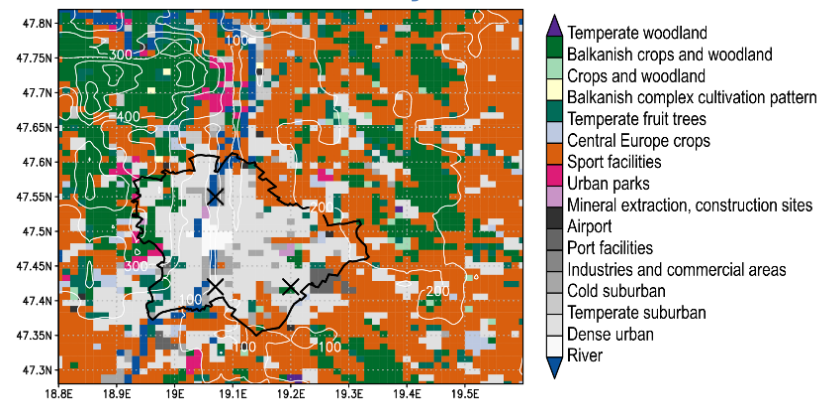 47.8N
47.75N
47.7N
47.65N
47.6N
47.55N
47.5N
47.45N
47.4N
47.35N
47.3N
18.8E
18.9E
19E
19.1E
19.2E
19.3E
19.4E
19.5E
300
100
400
200
300
100
200
100
100
Temperate woodland
Balkanish crops and woodland
Crops and woodland
Balkanish complex cultivation pattern
Temperate fruit trees
Central Europe crops
Sport facilities
Urban parks
Mineral extraction, construction sites
Airport
Port facilities
Industries and commercial areas
Cold suburban
Temperate suburban
Dense urban
River